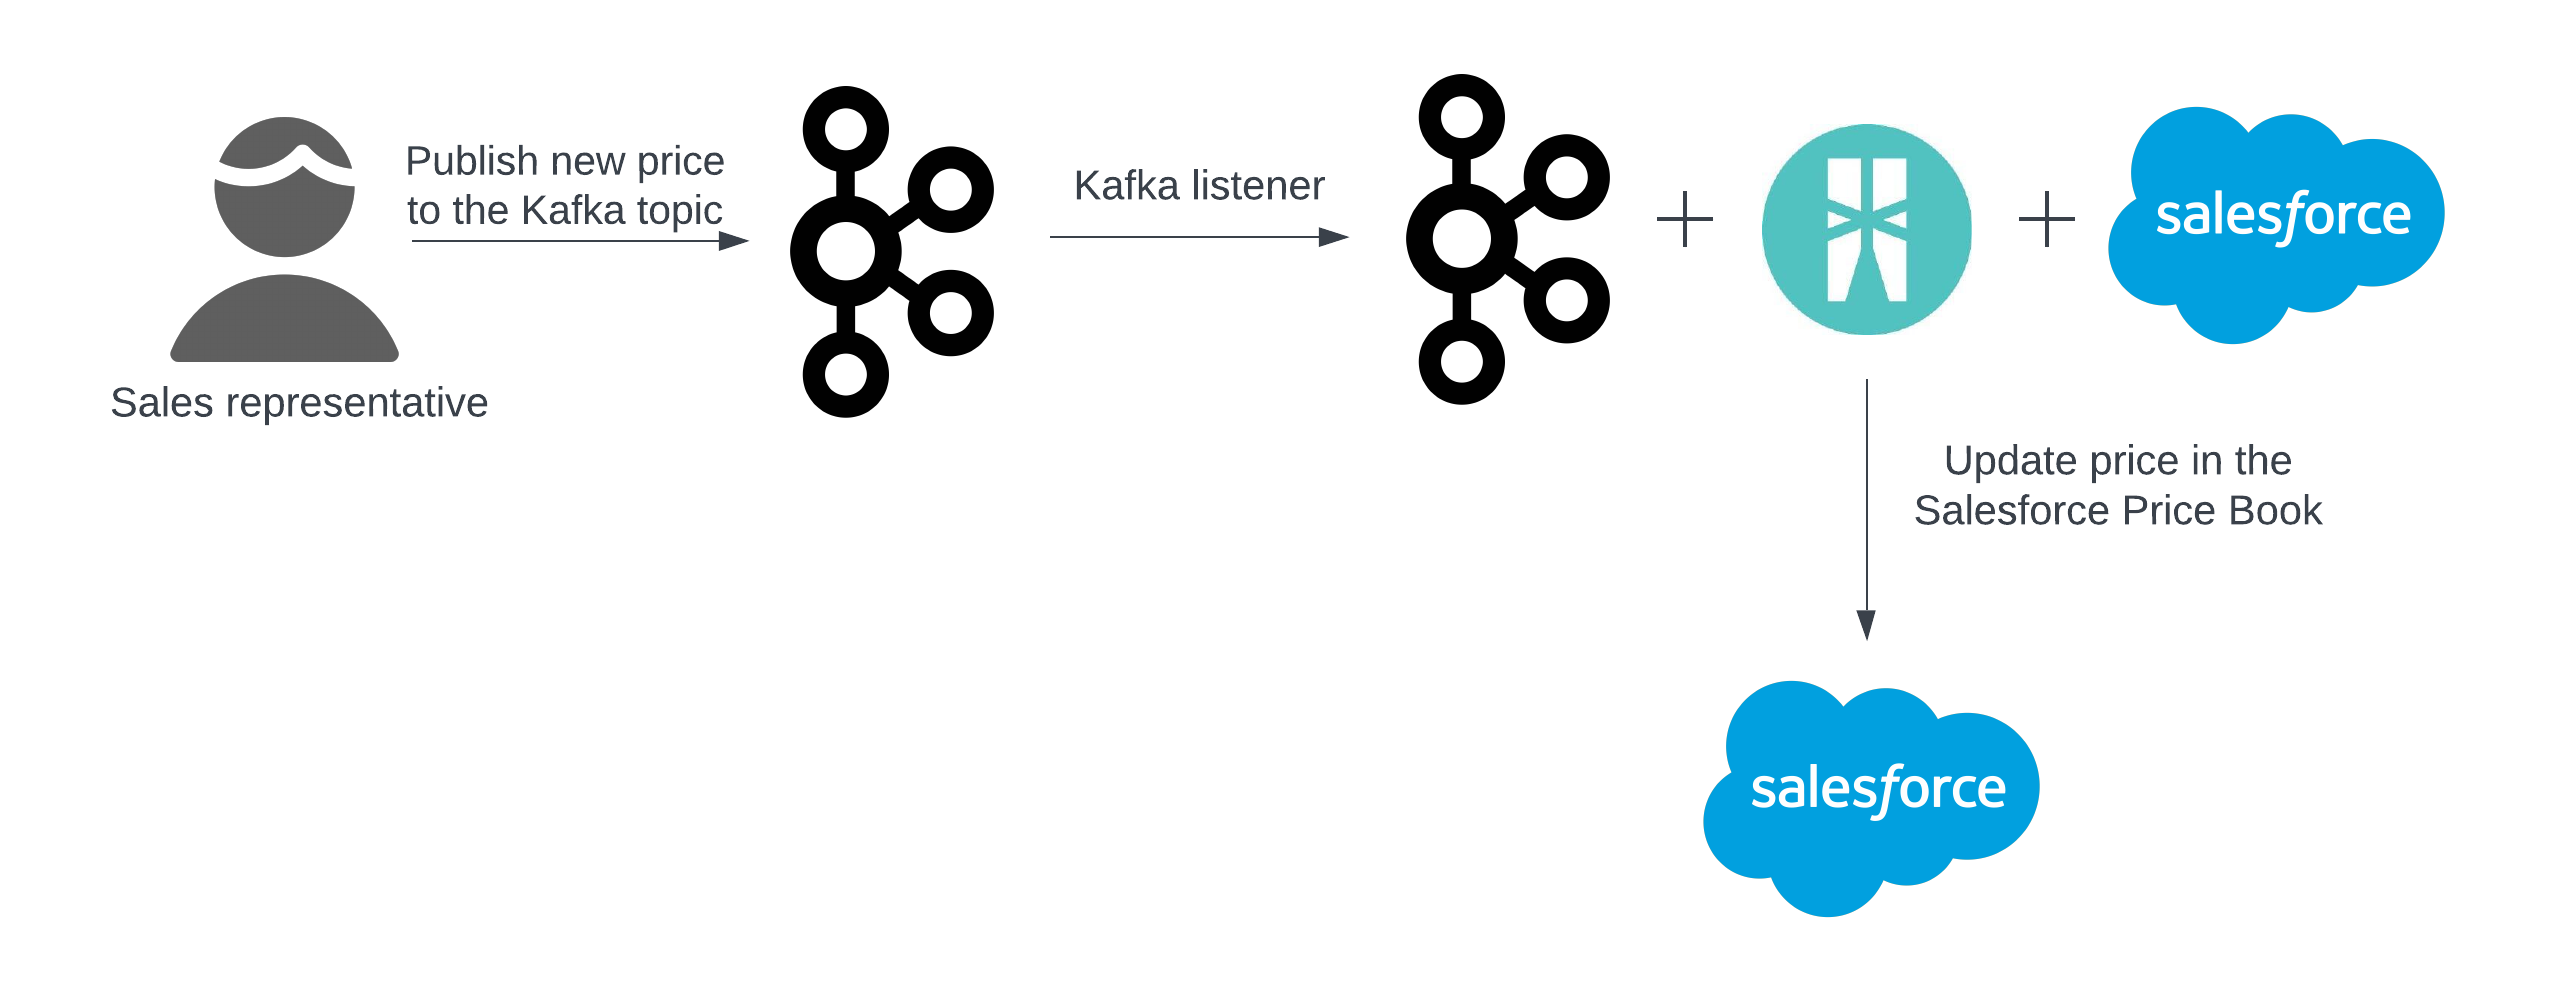 Publish new price
to the Kafka topic
Kafka listener
salesforce
Sales representative
Update price in the
Salesforce Price Book
salesforce